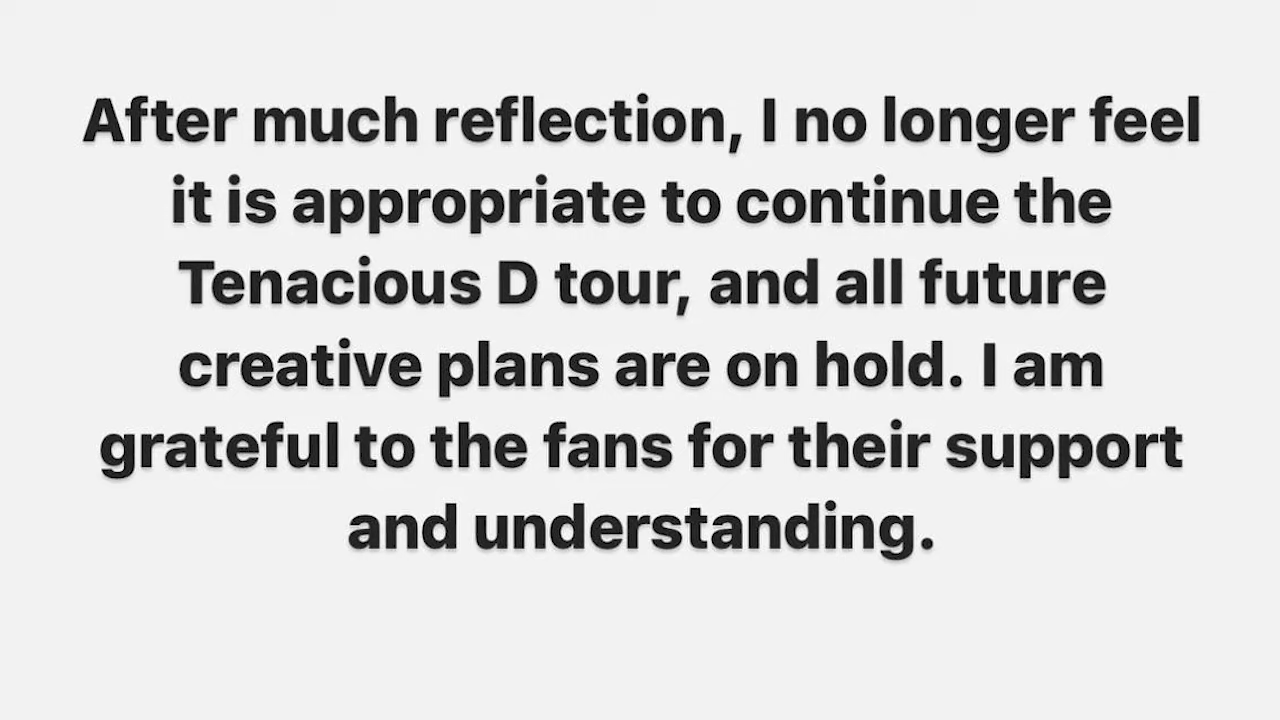 After much reflection, I no longer feel
it is appropriate to continue the
Tenacious D tour, and all future
creative plans are on hold. I am
grateful to the fans for their support
and understanding.